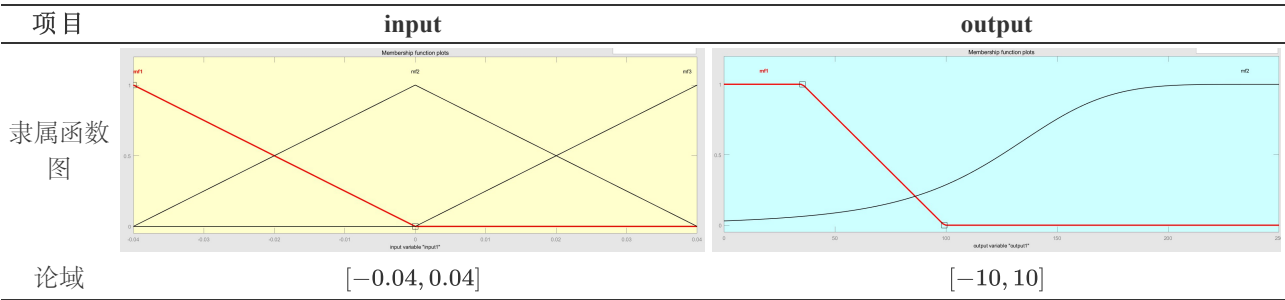 项目 input output
隶属函数图
Membership function plots
mf1 mf2 mf3
1
0.5
0
-0.04 -0.03 -0.02 -0.01 0 0.01 0.02 0.03 0.04
input variable "input1"
Membership function plots
mf1 mf2
1
0.5
0
0 50 100 150 200 250
output variable "output1"
论域 [−0.04, 0.04] [−10, 10]